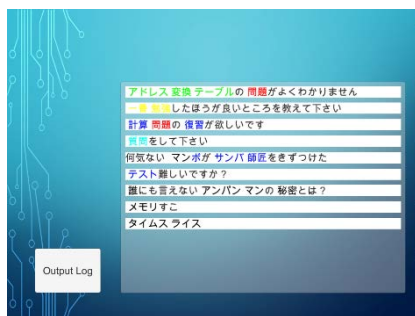 アドレス 変換 テーブルの 問題がよくわかりません
一番 勉強したほうが良いところを教えて下さい
計算 問題の 復習が欲しいです
質問をして下さい
何気ない マンボが サンバ 師匠をきずつけた
テスト難しいですか?
誰にも言えない アンパン マンの 秘密とは?
メモリすこ
タイムス ライス
Output Log